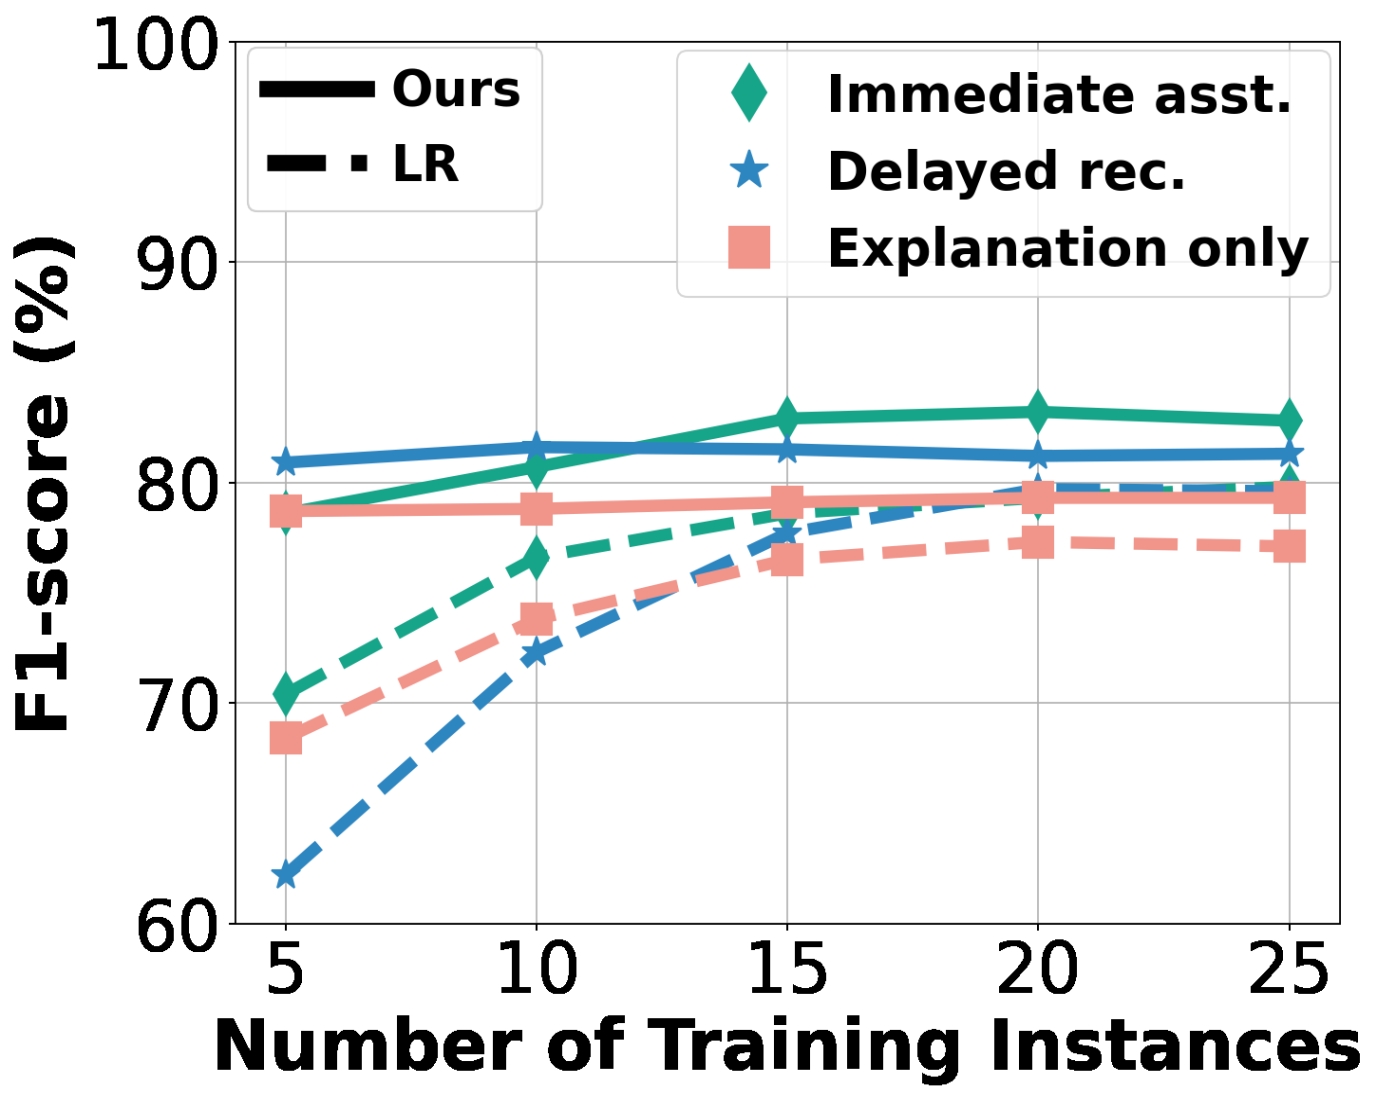 100
90
80
70
60
F1-score (%)
Ours
LR
Immediate asst.
Delayed rec.
Explanation only
5 10 15 20 25
Number of Training Instances